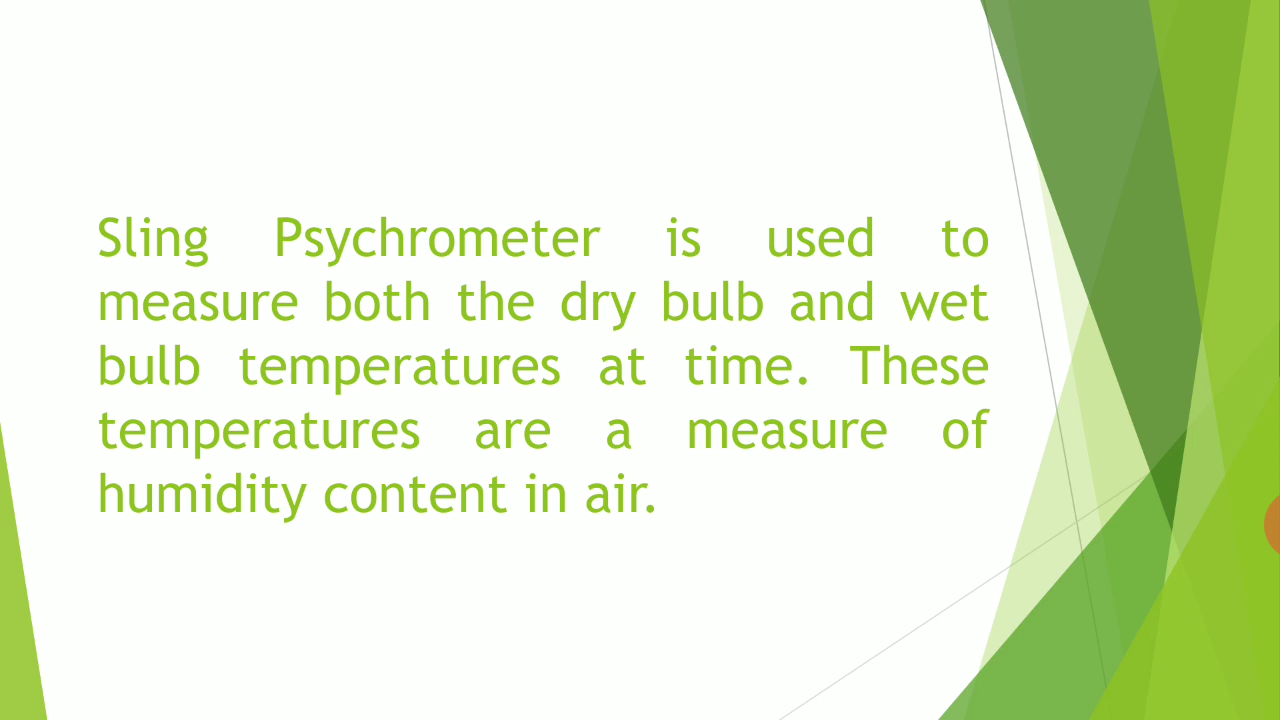 Sling Psychrometer is used to
measure both the dry bulb and wet
bulb temperatures at time. These
temperatures are a measure of
humidity content in air.